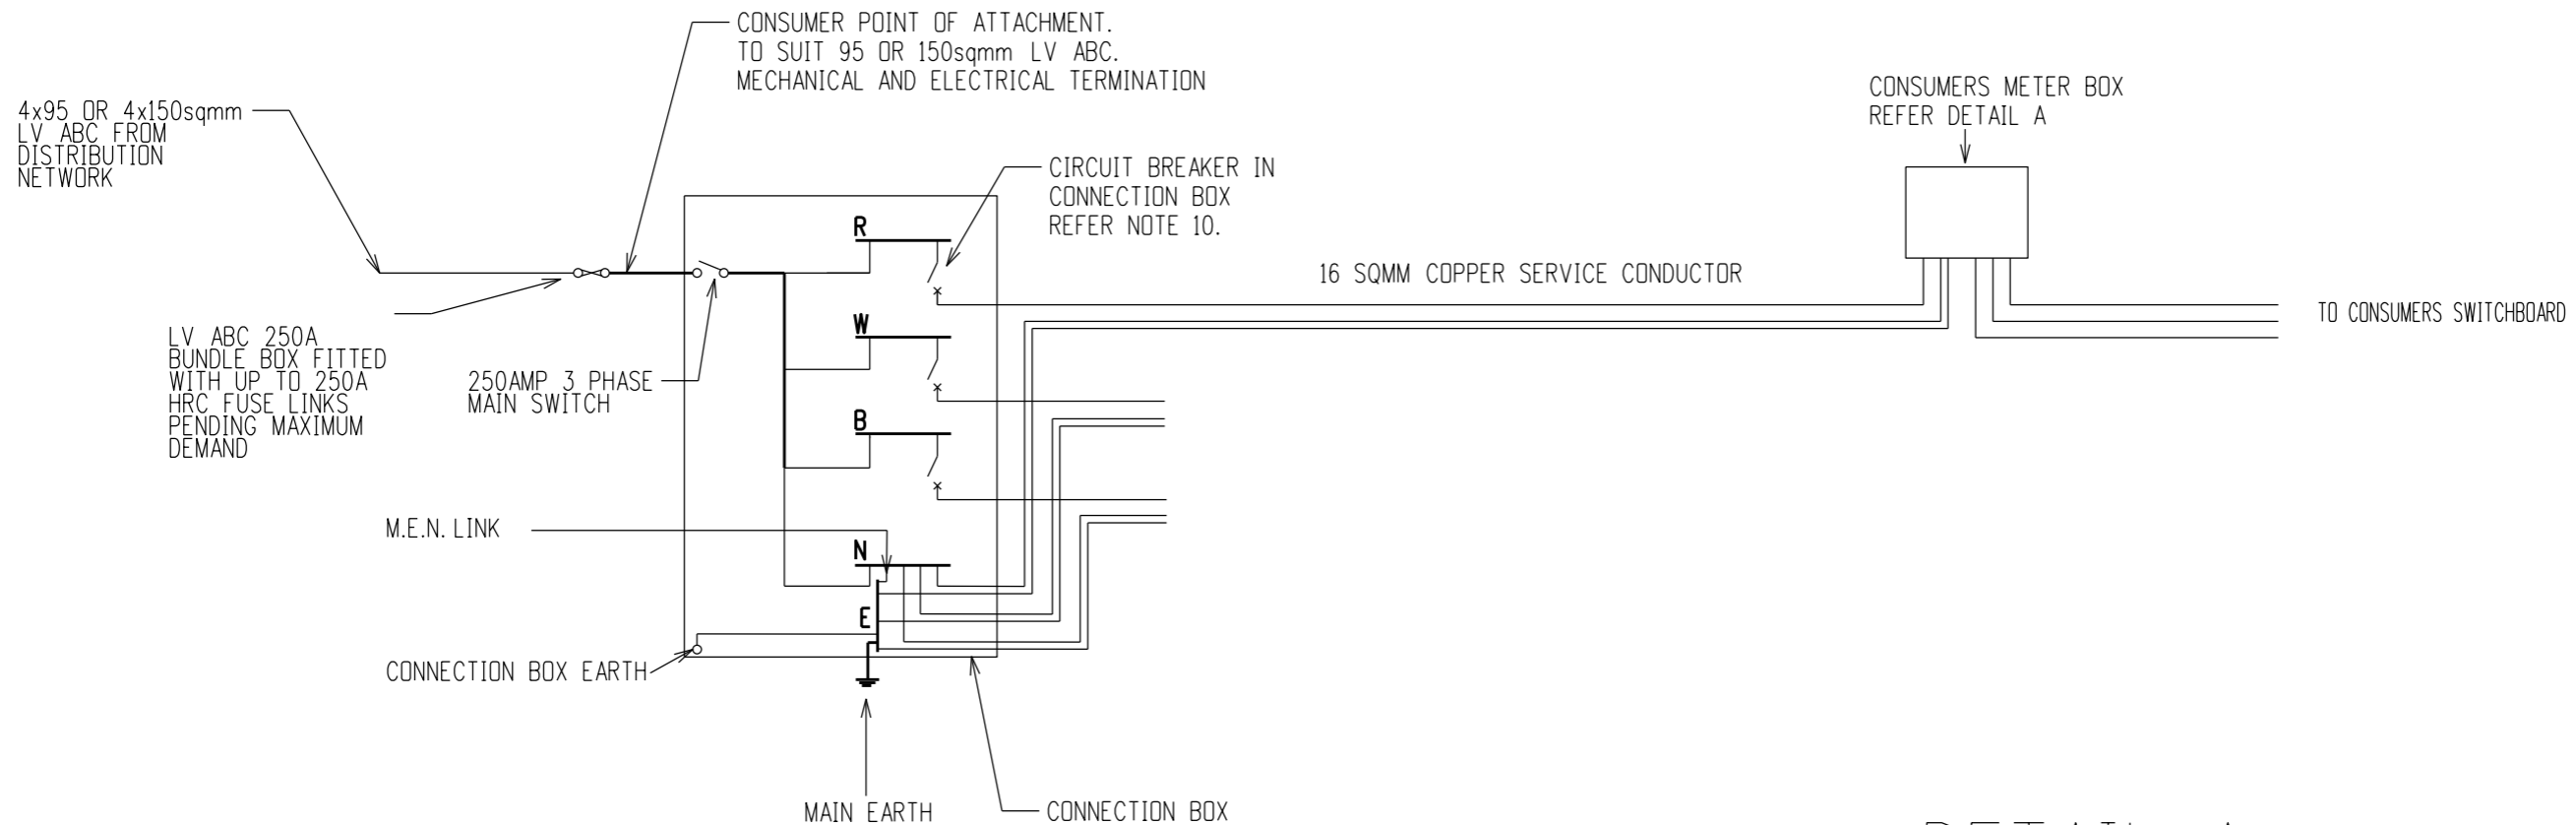 CONSUMER POINT OF ATTACHMENT.
TO SUIT 95 OR 150sqmm LV ABC.
MECHANICAL AND ELECTRICAL TERMINATION
4x95 OR 4x150sqmm
LV ABC FROM
DISTRIBUTION
NETWORK
CONSUMERS METER BOX
REFER DETAIL A
CIRCUIT BREAKER IN
CONNECTION BOX
REFER NOTE 10.
R
16 SQMM COPPER SERVICE CONDUCTOR
TO CONSUMERS SWITCHBOARD
LV ABC 250A
BUNDLE BOX FITTED
WITH UP TO 250A
HRC FUSE LINKS
PENDING MAXIMUM
DEMAND
W
250AMP 3 PHASE
MAIN SWITCH
B
M.E.N. LINK
N
E
CONNECTION BOX EARTH
MAIN EARTH
CONNECTION BOX
DETAIL A